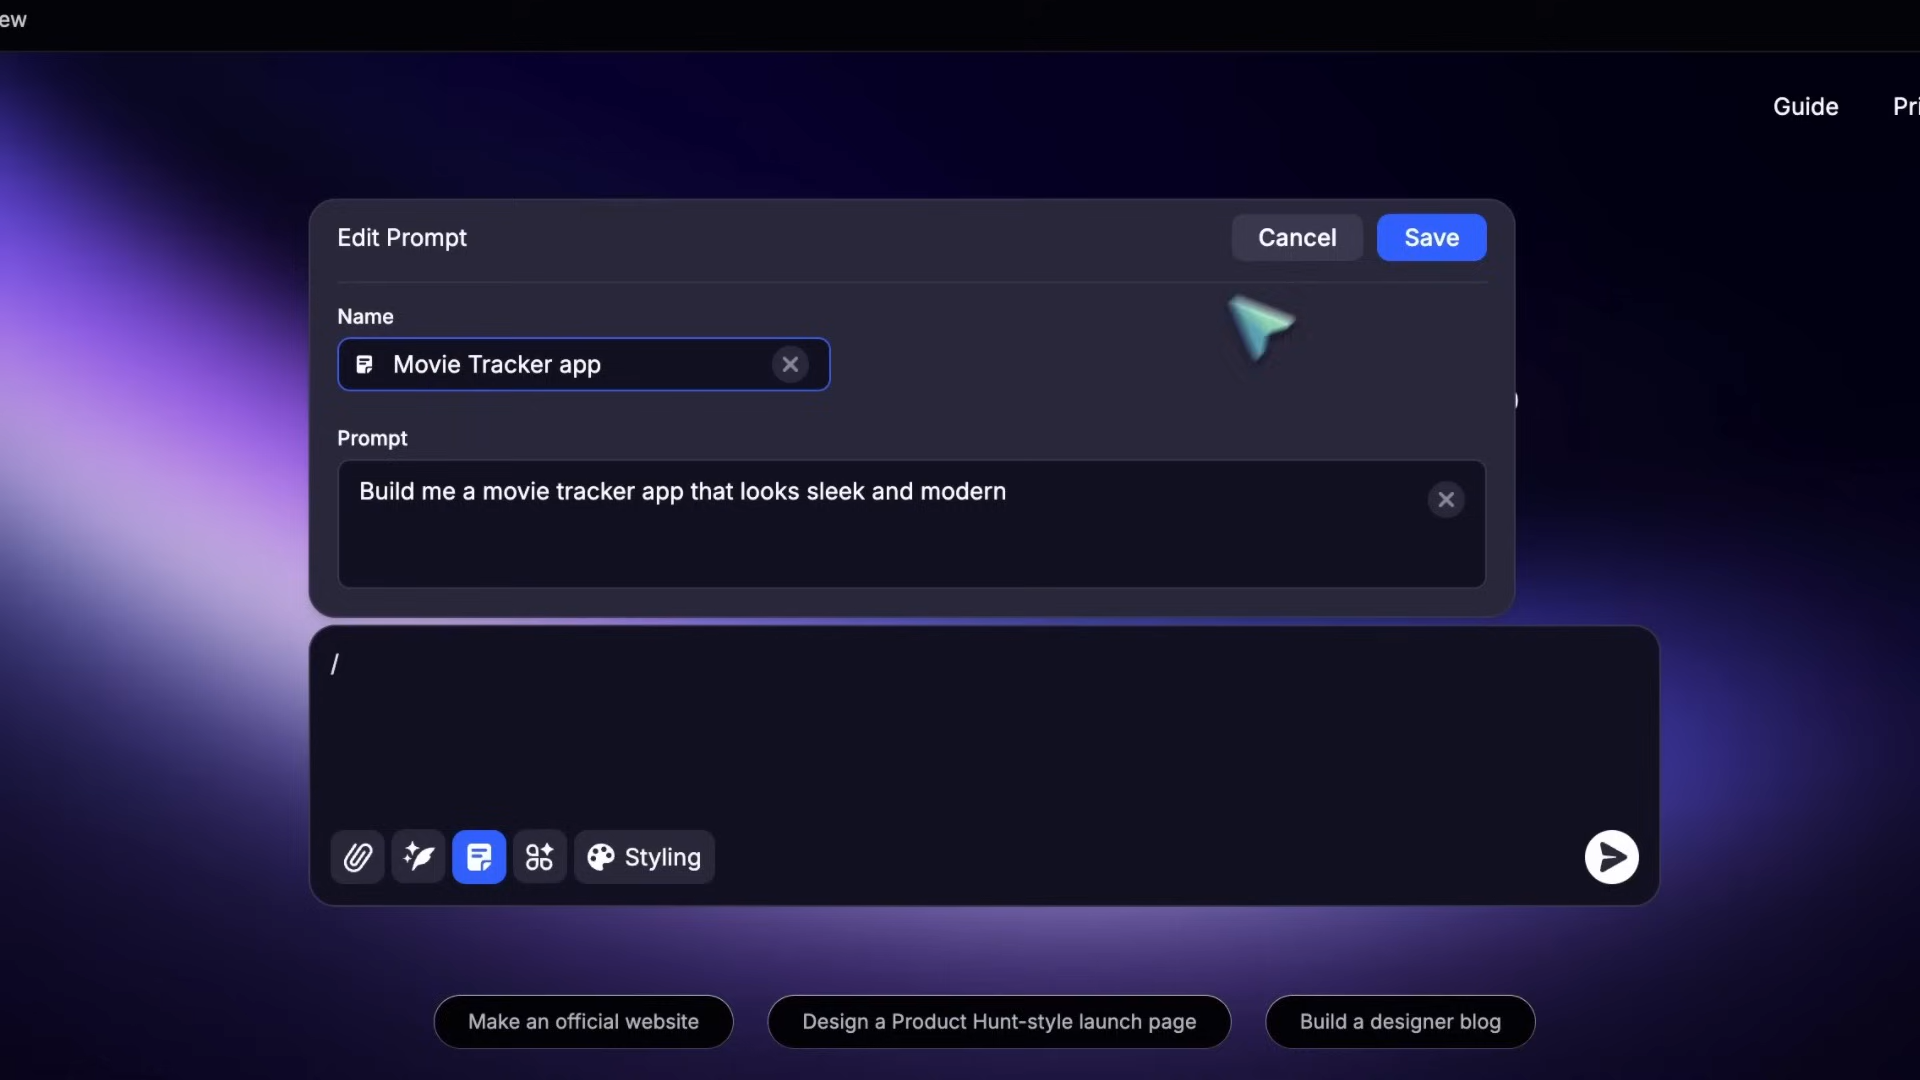 ew
Guide
Pri
Edit Prompt
Cancel
Save
Name
Movie Tracker app
Prompt
Build me a movie tracker app that looks sleek and modern
/
Styling
Make an official website
Design a Product Hunt-style launch page
Build a designer blog